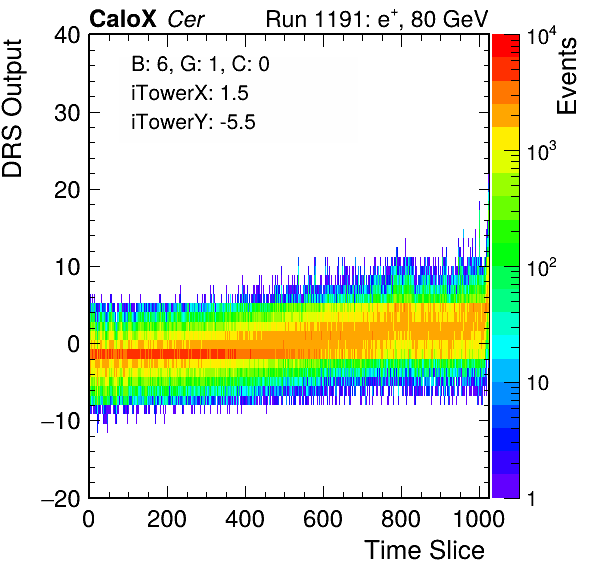 CaloX Cer Run 1191: e+, 80 GeV
B: 6, G: 1, C: 0
iTowerX: 1.5
iTowerY: -5.5
DRS Output
40
30
20
10
0
−10
−20
0 200 400 600 800 1000
Time Slice
Events
10^4
10^3
10^2
10
1